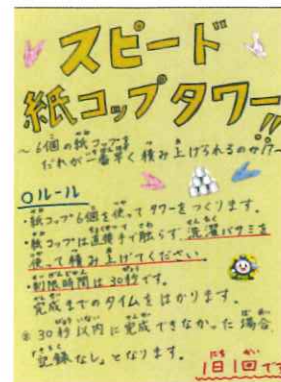 スピード
紙コップタワー!!
〜6個の紙コップを
だれが一番早く積み上げられるのか!?〜
○ルール
・紙コップ6個を使ってタワーをつくります。
・紙コップは直接手で触らず、洗濯バサミを
使って積み上げてください。
・制限時間は30秒です。
完成までのタイムをはかります。
※30秒以内に完成できなかった場合、
「記録なし」となります。
1日1回です